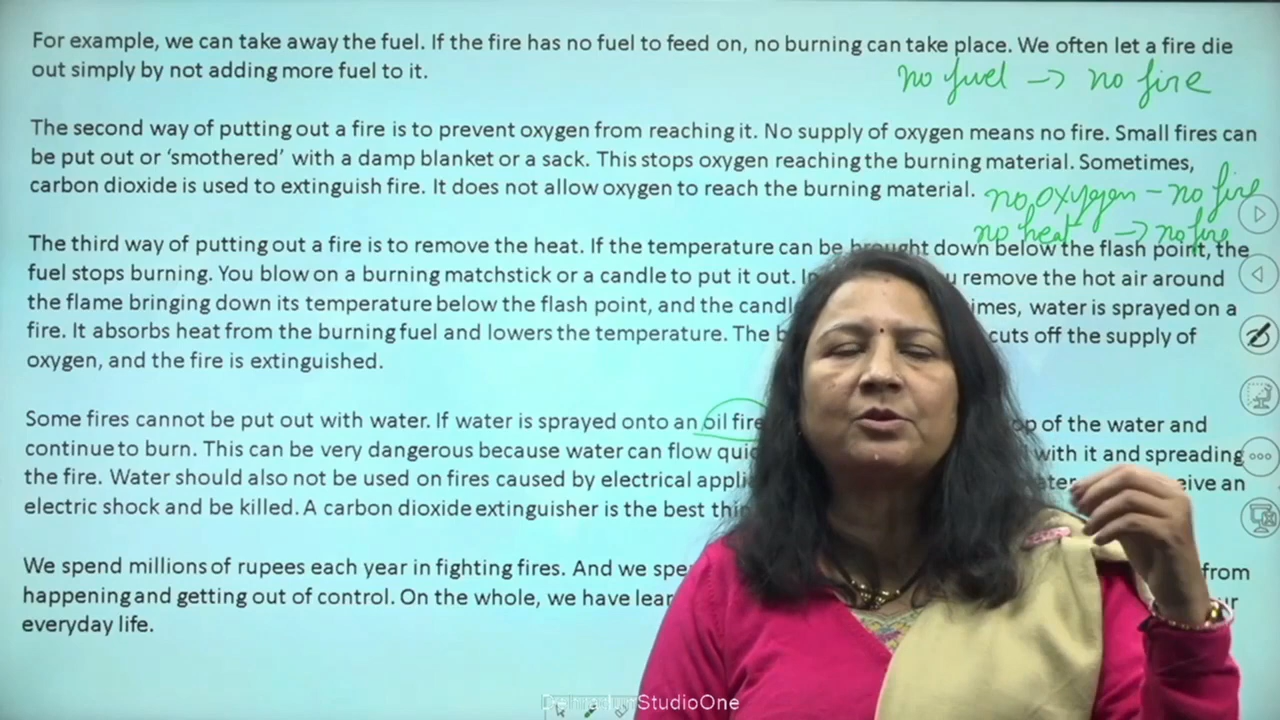 For example, we can take away the fuel. If the fire has no fuel to feed on, no burning can take place. We often let a fire die
out simply by not adding more fuel to it.
no fuel -> no fire
The second way of putting out a fire is to prevent oxygen from reaching it. No supply of oxygen means no fire. Small fires can
be put out or ‘smothered’ with a damp blanket or a sack. This stops oxygen reaching the burning material. Sometimes,
carbon dioxide is used to extinguish fire. It does not allow oxygen to reach the burning material.
no oxygen - no fire
no heat -> no fire
The third way of putting out a fire is to remove the heat. If the temperature can be brought down below the flash point, the
fuel stops burning. You blow on a burning matchstick or a candle to put it out. remove the hot air around
the flame bringing down its temperature below the flash point, and the water is sprayed on a
fire. It absorbs heat from the burning fuel and lowers the temperature. The cuts off the supply of
oxygen, and the fire is extinguished.
Some fires cannot be put out with water. If water is sprayed onto an oil fire of the water and
continue to burn. This can be very dangerous because water can flow with it and spreading
the fire. Water should also not be used on fires caused by electrical an
electric shock and be killed. A carbon dioxide extinguisher is the best
We spend millions of rupees each year in fighting fires. And we from
happening and getting out of control. On the whole, we have
everyday life.
StudioOne